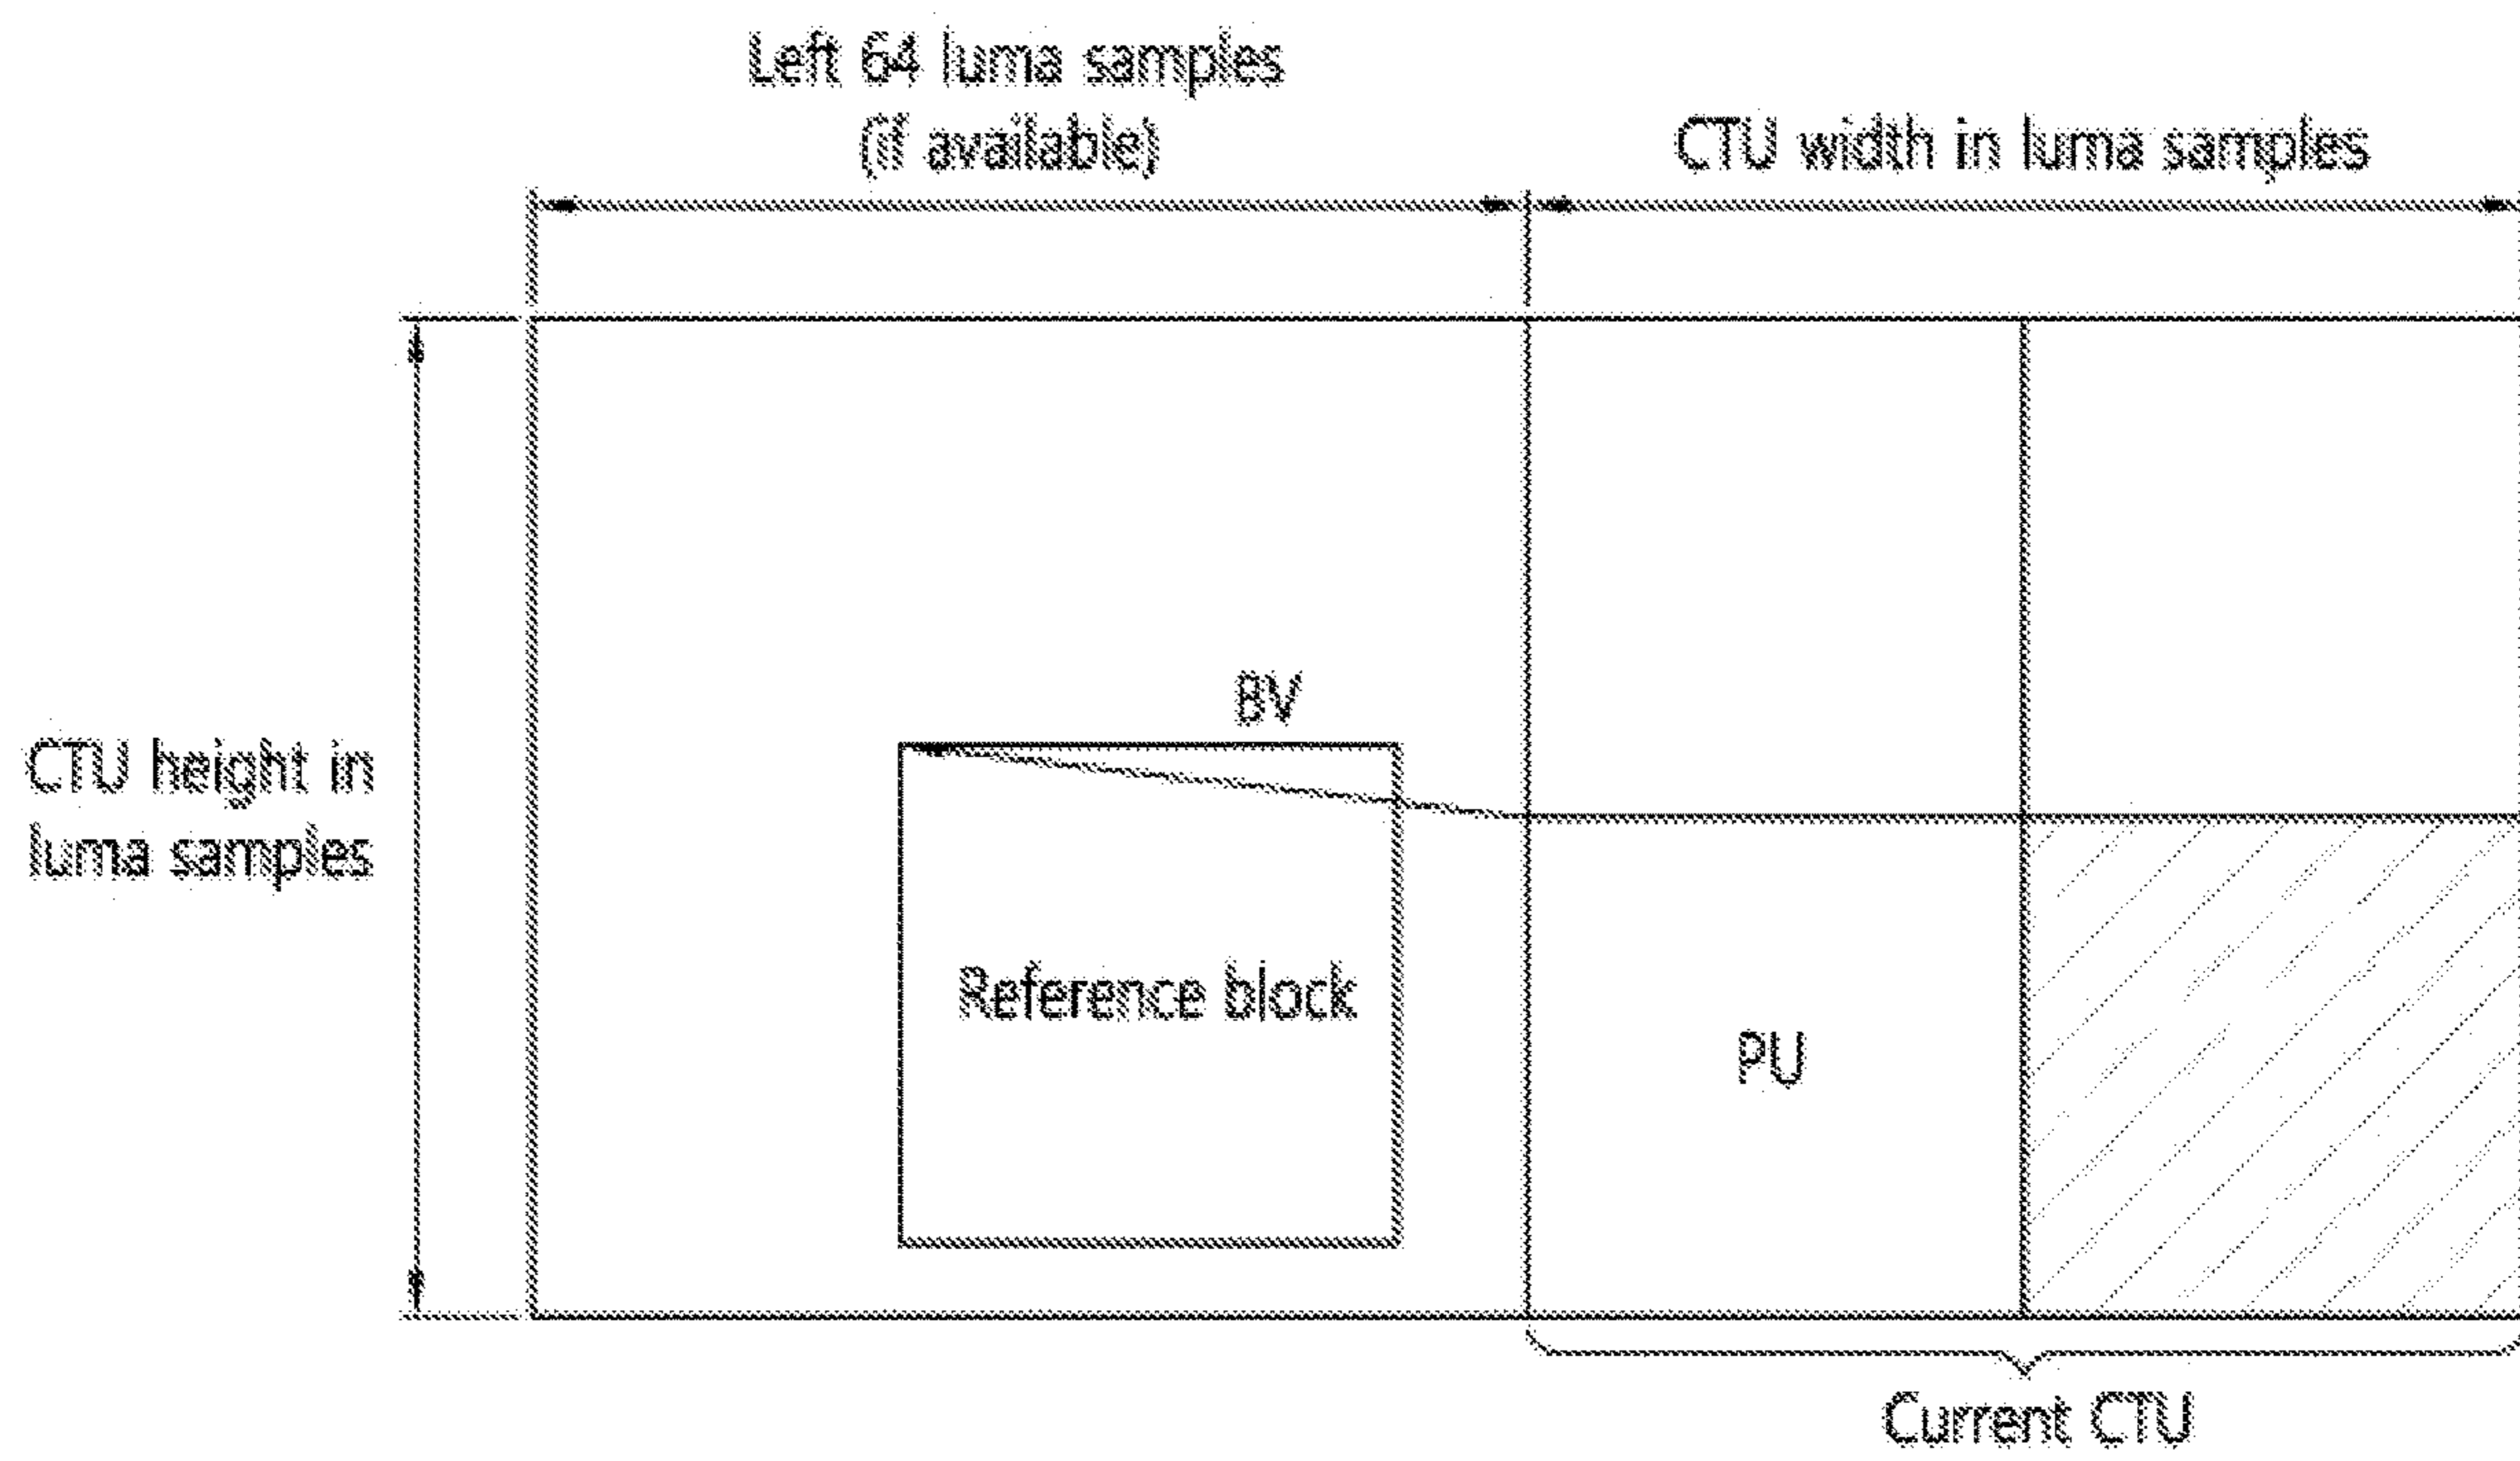 Left 64 luma samples
(if available)
CTU width in luma samples
BV
CTU height in
luma samples
Reference block
PU
Current CTU